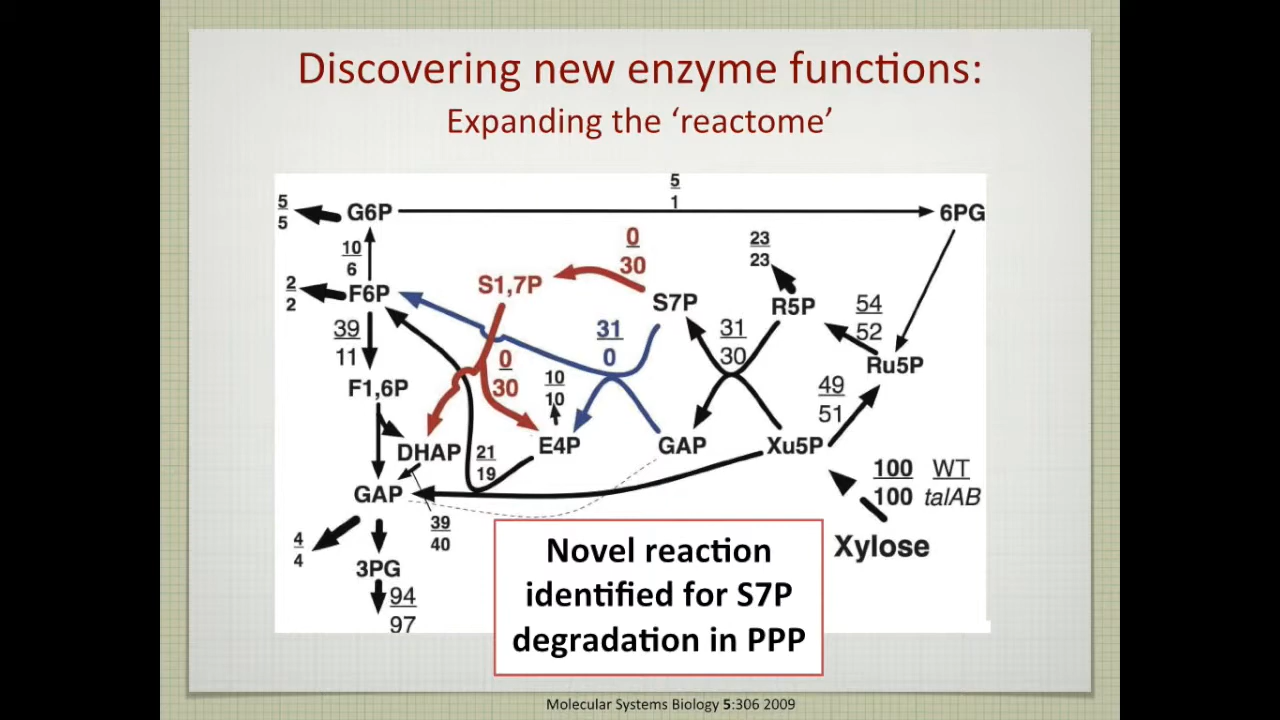 Discovering new enzyme functions:
Expanding the ‘reactome’
5
1
5
5
G6P
6PG
10
6
0
30
23
23
2
2
F6P
S1,7P
S7P
R5P
54
52
39
11
31
0
31
30
Ru5P
F1,6P
0
30
10
10
49
51
DHAP
21
19
E4P
GAP
Xu5P
100 WT
100 talAB
GAP
39
40
4
4
Xylose
3PG
94
97
Novel reaction
identified for S7P
degradation in PPP
Molecular Systems Biology 5:306 2009